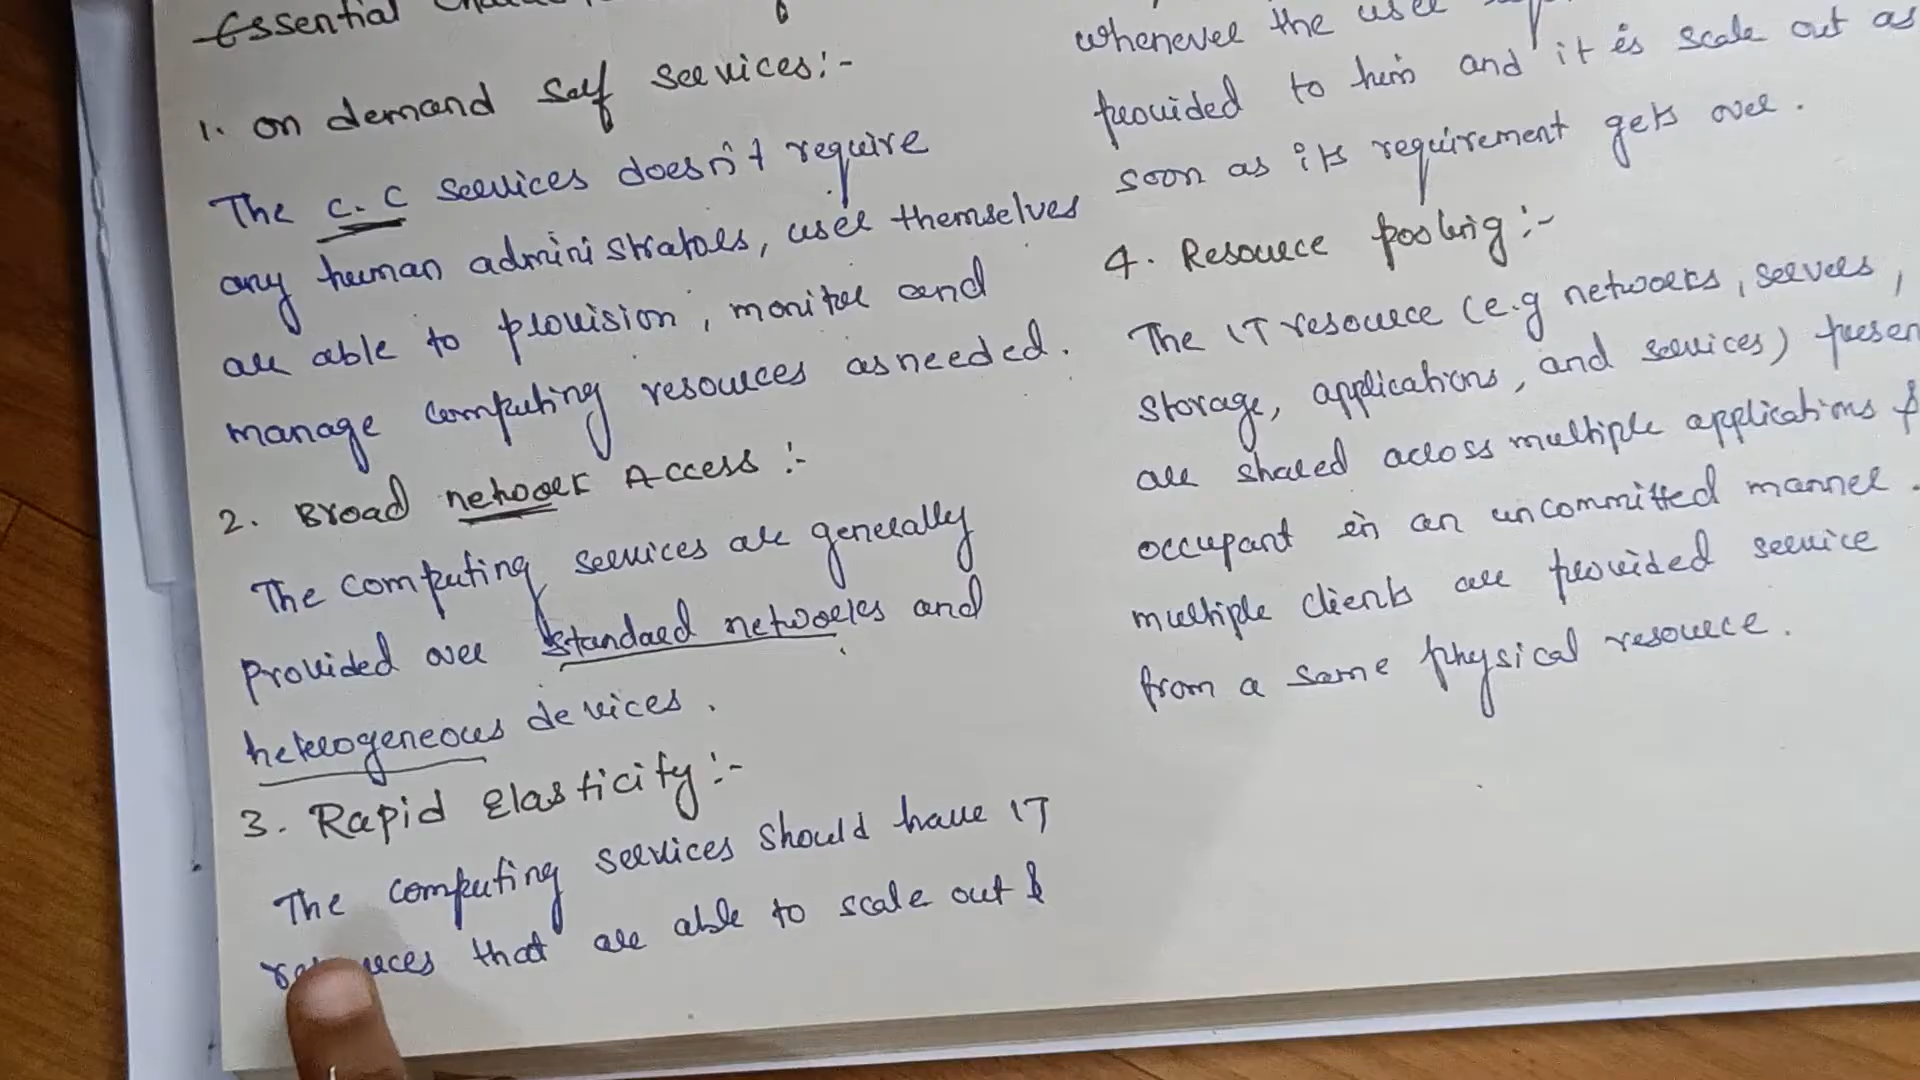 Essential
1. on demand Self Services:-
The C.C Services doesn't require
any human administrators, user themselves
are able to provision, monitor and
manage computing resources as needed.
2. Broad network Access :-
The computing services are generally
provided over standard networks and
heterogeneous devices.
3. Rapid Elasticity:-
The computing services should have IT
resources that are able to scale out &
whenever the user
provided to him and it is scale out as
soon as its requirement gets over.
4. Resource pooling:-
The IT resource (e.g networks, servers,
storage, applications, and services) presen
are shared across multiple applications &
occupant in an uncommitted manner.
multiple clients are provided service
from a same physical resource.